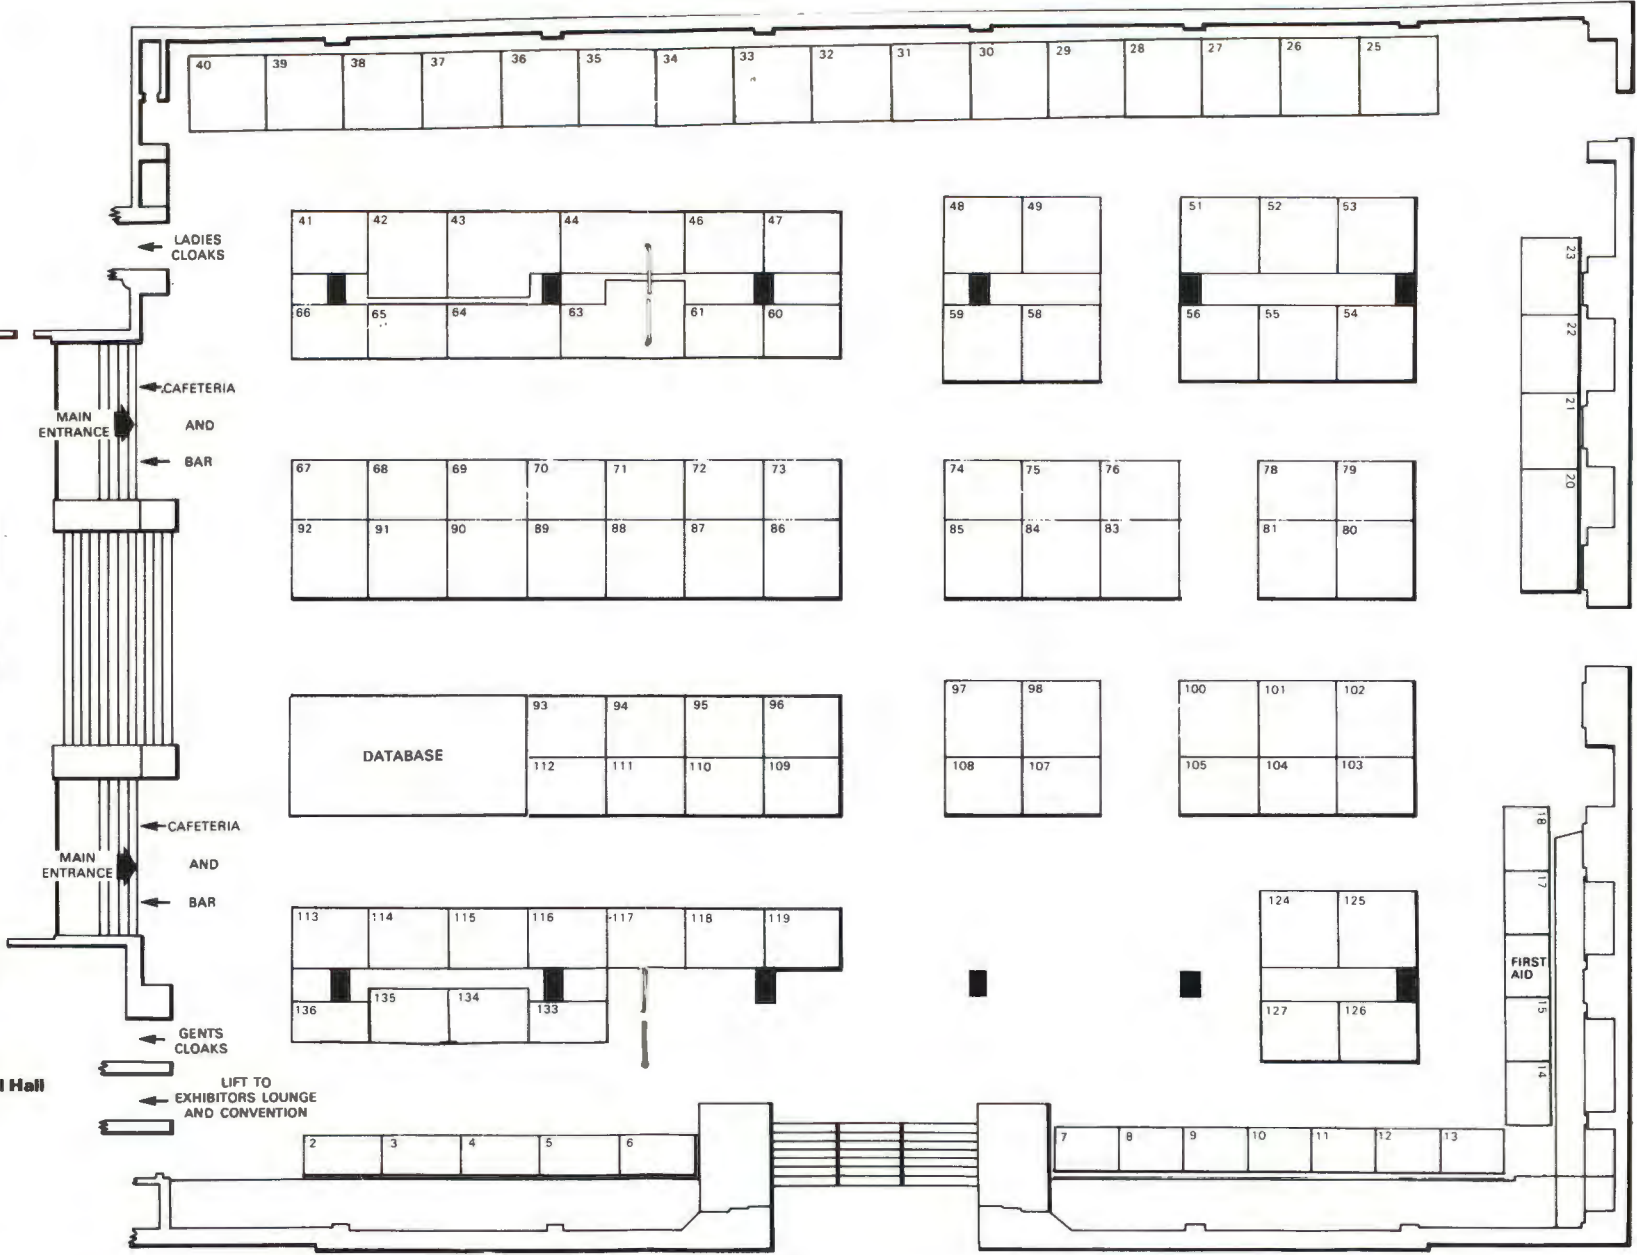 40 39 38 37 36 35 34 33 32 31 30 29 28 27 26 25
41 42 43 44 46 47 48 49 51 52 53
LADIES
CLOAKS
23
66 65 64 63 61 60 59 58 56 55 54
22
CAFETERIA
MAIN
ENTRANCE
AND
BAR
21
67 68 69 70 71 72 73 74 75 76 78 79
20
92 91 90 89 88 87 86 85 84 83 81 80
93 94 95 96 97 98 100 101 102
DATABASE
112 111 110 109 108 107 105 104 103
CAFETERIA
18
MAIN
ENTRANCE
AND
BAR
17
113 114 115 116 117 118 119 124 125
FIRST
AID
136 135 134 133 127 126
15
GENTS
CLOAKS
14
l Hall
LIFT TO
EXHIBITORS LOUNGE
AND CONVENTION
2 3 4 5 6 7 8 9 10 11 12 13